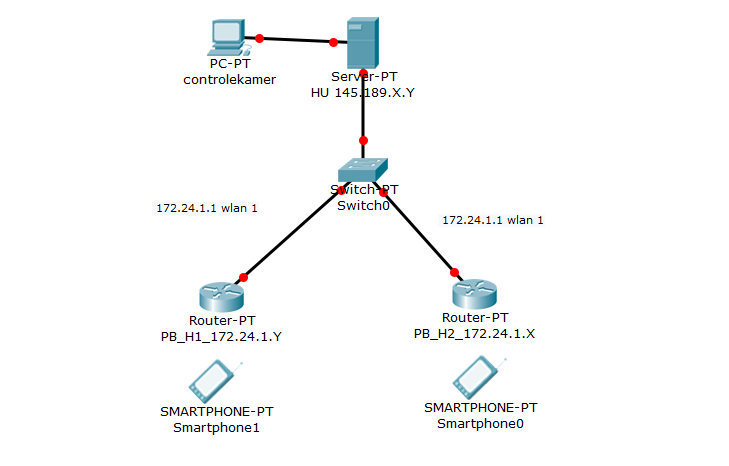 PC-PT
controlekamer
Server-PT
HU 145.189.X.Y
Switch-PT
Switch0
172.24.1.1 wlan 1
172.24.1.1 wlan 1
Router-PT
PB_H1_172.24.1.Y
Router-PT
PB_H2_172.24.1.X
SMARTPHONE-PT
Smartphone1
SMARTPHONE-PT
Smartphone0